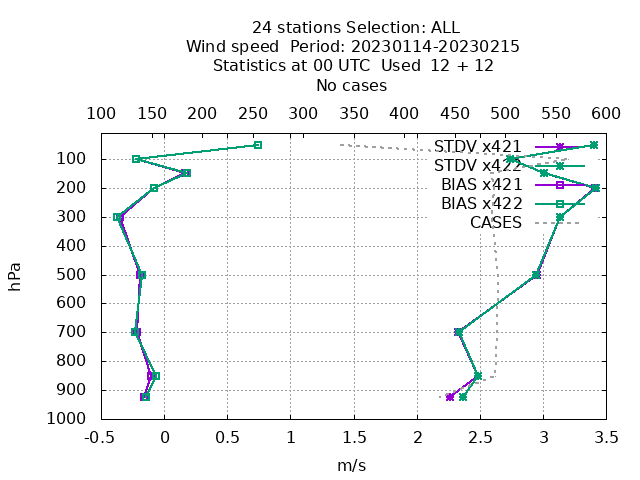 24 stations Selection: ALL
Wind speed  Period: 20230114-20230215
Statistics at 00 UTC  Used  12 + 12
No cases
100 150 200 250 300 350 400 450 500 550 600
STDV x421
STDV x422
BIAS x421
BIAS x422
CASES
100
200
300
400
500
600
700
800
900
1000
hPa
-0.5 0 0.5 1 1.5 2 2.5 3 3.5
m/s